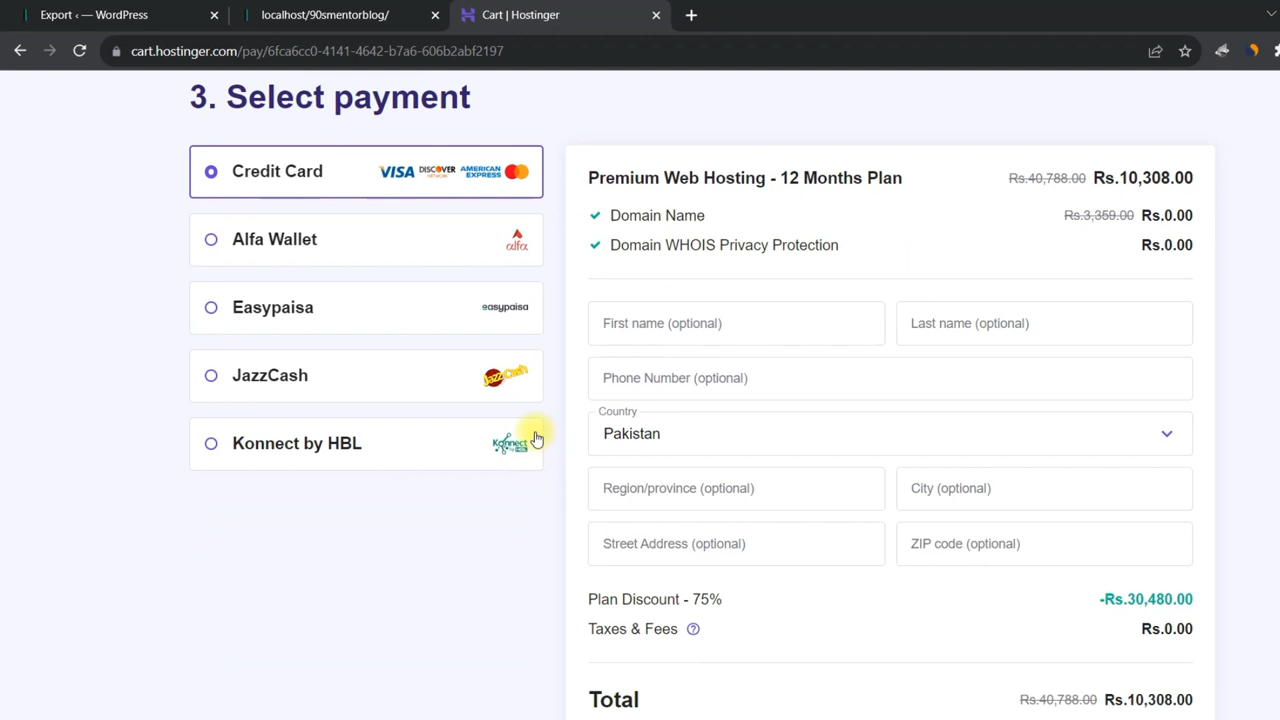 Export ‹ — WordPress
localhost/90smentorblog/
Cart | Hostinger
cart.hostinger.com/pay/6fca6cc0-4141-4642-b7a6-606b2abf2197
3. Select payment
Credit Card
VISA
DISCOVER
NETWORK
AMERICAN
EXPRESS
Alfa Wallet
alfa
Easypaisa
easypaisa
JazzCash
JazzCash
Konnect by HBL
Konnect
by HBL
Premium Web Hosting - 12 Months Plan
Rs.40,788.00 Rs.10,308.00
Domain Name
Rs.3,359.00 Rs.0.00
Domain WHOIS Privacy Protection
Rs.0.00
First name (optional)
Last name (optional)
Phone Number (optional)
Country
Pakistan
Region/province (optional)
City (optional)
Street Address (optional)
ZIP code (optional)
Plan Discount - 75%
-Rs.30,480.00
Taxes & Fees
Rs.0.00
Total
Rs.40,788.00 Rs.10,308.00